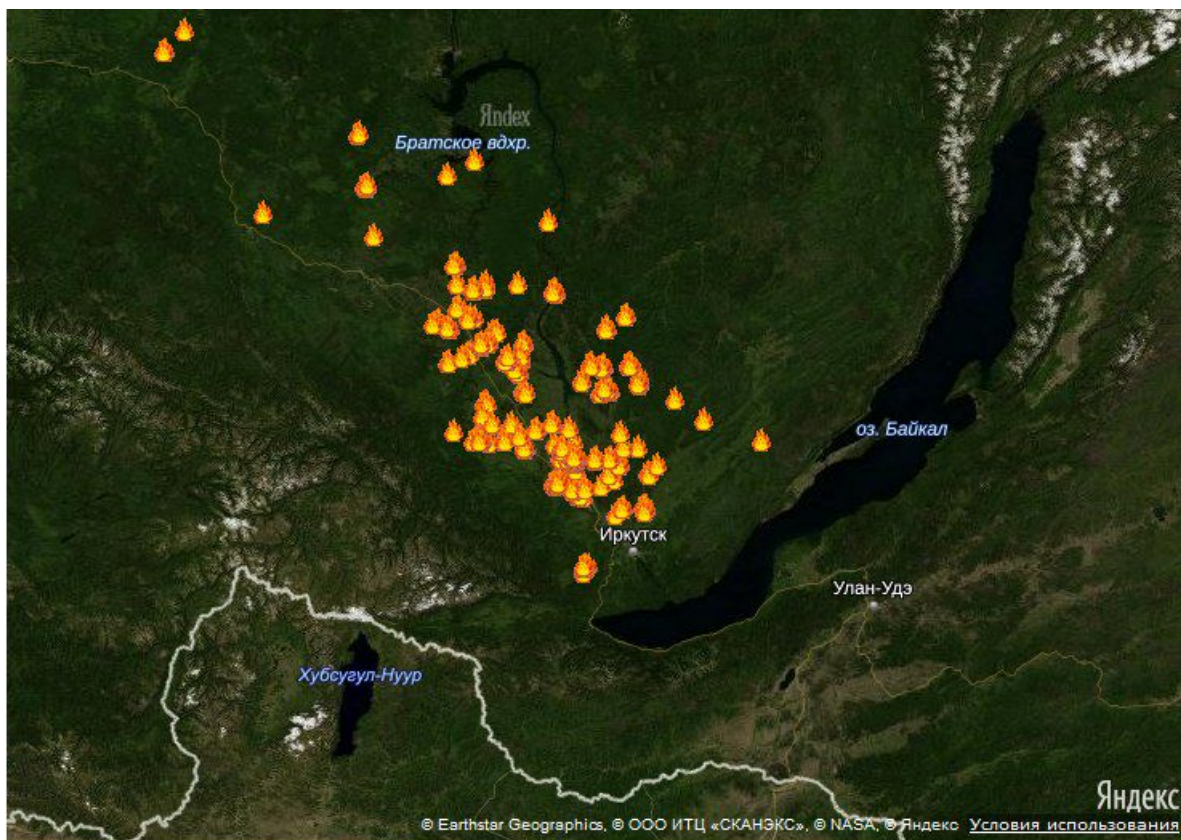 Яndex
Братское вдхр.
оз. Байкал
Иркутск
Улан-Удэ
Хубсугул-Нуур
Яндекс
© Earthstar Geographics, © ООО ИТЦ «СКАНЭКС», © NASA, © Яндекс Условия использования